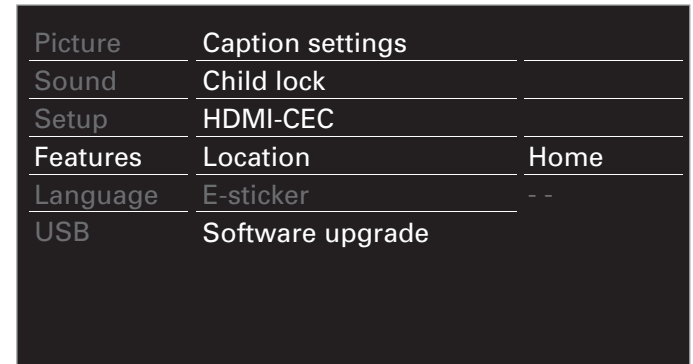 Picture Caption settings
Sound Child lock
Setup HDMI-CEC
Features Location Home
Language E-sticker - -
USB Software upgrade